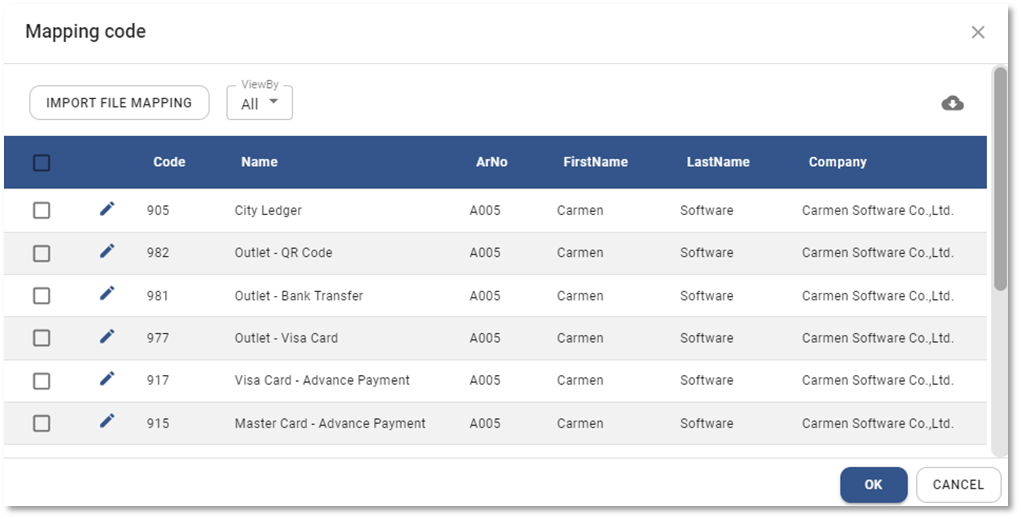 Mapping code
IMPORT FILE MAPPING
ViewBy
All
Code Name ArNo FirstName LastName Company
905 City Ledger A005 Carmen Software Carmen Software Co.,Ltd.
982 Outlet - QR Code A005 Carmen Software Carmen Software Co.,Ltd.
981 Outlet - Bank Transfer A005 Carmen Software Carmen Software Co.,Ltd.
977 Outlet - Visa Card A005 Carmen Software Carmen Software Co.,Ltd.
917 Visa Card - Advance Payment A005 Carmen Software Carmen Software Co.,Ltd.
915 Master Card - Advance Payment A005 Carmen Software Carmen Software Co.,Ltd.
OK CANCEL